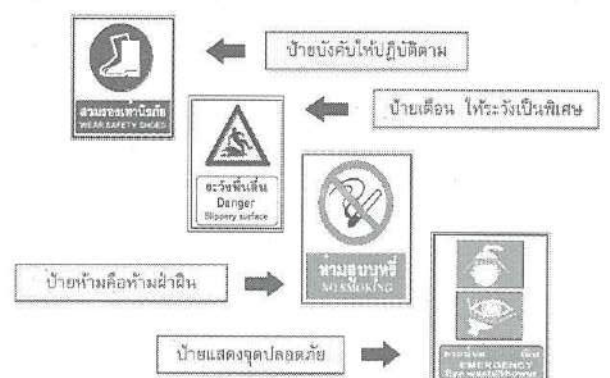 ป้ายบังคับให้ปฏิบัติตาม
สวมรองเท้านิรภัย
WEAR SAFETY SHOES
ป้ายเตือน ให้ระวังเป็นพิเศษ
ระวังพื้นลื่น
Danger
Slippery surface
ป้ายห้ามคือห้ามฝ่าฝืน
ห้ามสูบบุหรี่
NO SMOKING
ป้ายแสดงจุดปลอดภัย
EMERGENCY
Eye wash/Shower